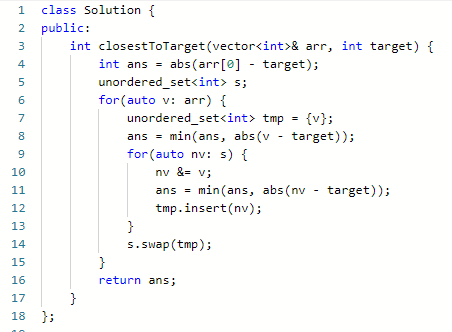 1 class Solution {
2 public:
3     int closestToTarget(vector<int>& arr, int target) {
4         int ans = abs(arr[0] - target);
5         unordered_set<int> s;
6         for(auto v: arr) {
7             unordered_set<int> tmp = {v};
8             ans = min(ans, abs(v - target));
9             for(auto nv: s) {
10                 nv &= v;
11                 ans = min(ans, abs(nv - target));
12                 tmp.insert(nv);
13             }
14             s.swap(tmp);
15         }
16         return ans;
17     }
18 };